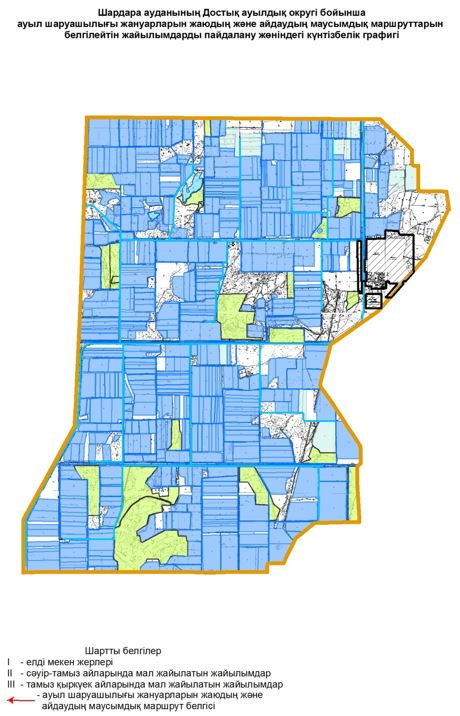 Шардара ауданының Достық ауылдық округі бойынша
ауыл шаруашылығы жануарларын жаюдың және айдаудың маусымдық маршруттарын
белгілейтін жайылымдарды пайдалану жөніндегі күнтізбелік графигі
Шартты белгілер
I - елді мекен жерлері
II - сәуір-тамыз айларында мал жайылатын жайылымдар
III - тамыз қыркүек айларында мал жайылатын жайылымдар
- ауыл шаруашылығы жануарларын жаюдың және
айдаудың маусымдық маршрут белгісі